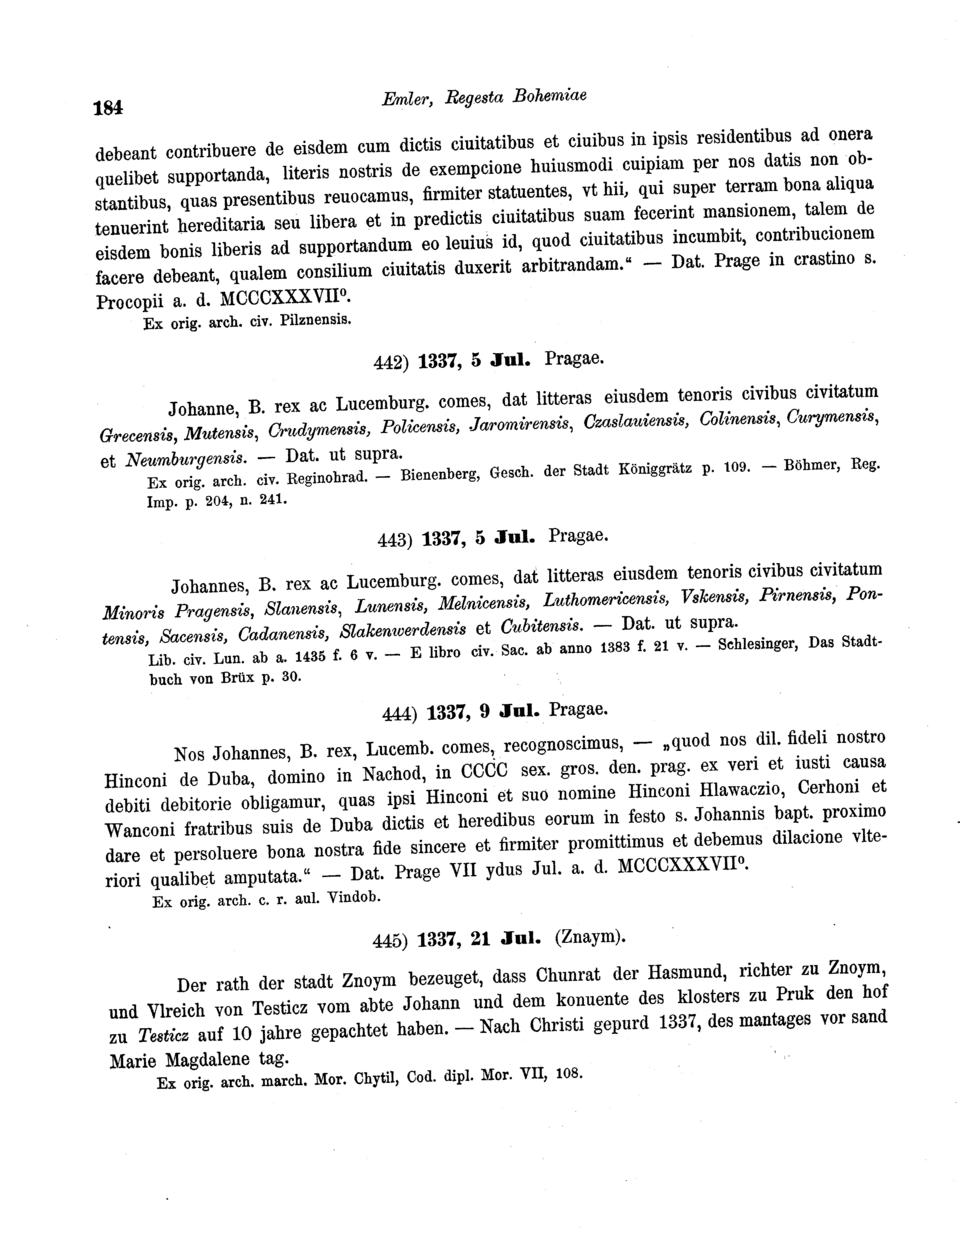 184
Emler, Regesta Bohemiae
debeant contribuere de eisdem cum dictis ciuitatibus et ciuibus in ipsis residentibus ad onera
quelibet supportanda, literis nostris de exempcione huiusmodi cuipiam per nos datis non ob-
stantibus, quas presentibus reuocamus, firmiter statuentes, vt hii, qui super terram bona aliqua
tenuerint hereditaria seu libera et in predictis ciuitatibus suam fecerint mansionem, talem de
eisdem bonis liberis ad supportandum eo leuius id, quod ciuitatibus incumbit, contribucionem
facere debeant, qualem consilium ciuitatis duxerit arbitrandam.“ — Dat. Prage in crastino s.
Procopii a. d. MCCCXXXVIIº.
Ex orig. arch. civ. Pilznensis.
442) 1337, 5 Jul. Pragae.
Johanne, B. rex ac Lucemburg. comes, dat litteras eiusdem tenoris civibus civitatum
Grecensis, Mutensis, Crudymensis, Policensis, Jaromirensis, Czaslauiensis, Colinensis, Curymensis,
et Neumburgensis. — Dat. ut supra.
Ex orig. arch. civ. Reginohrad. — Bienenberg, Gesch. der Stadt Königgrätz p. 109. — Böhmer, Reg.
Imp. p. 204, n. 241.
443) 1337, 5 Jul. Pragae.
Johannes, B. rex ac Lucemburg. comes, dat litteras eiusdem tenoris civibus civitatum
Minoris Pragensis, Slanensis, Lunensis, Melnicensis, Luthomericensis, Vskensis, Pirnensis, Pon-
tensis, Sacensis, Cadanensis, Slakenwerdensis et Cubitensis. — Dat. ut supra.
Lib. civ. Lun. ab a. 1435 f. 6 v. — E libro civ. Sac. ab anno 1383 f. 21 v. — Schlesinger, Das Stadt-
buch von Brüx p. 30.
444) 1337, 9 Jul. Pragae.
Nos Johannes, B. rex, Lucemb. comes, recognoscimus, — „quod nos dil. fideli nostro
Hinconi de Duba, domino in Nachod, in CCCC sex. gros. den. prag. ex veri et iusti causa
debiti debitorie obligamur, quas ipsi Hinconi et suo nomine Hinconi Hlawaczio, Cerhoni et
Wanconi fratribus suis de Duba dictis et heredibus eorum in festo s. Johannis bapt. proximo
dare et persoluere bona nostra fide sincere et firmiter promittimus et debemus dilacione vlte-
riori qualibet amputata.“ — Dat. Prage VII ydus Jul. a. d. MCCCXXXVIIº.
Ex orig. arch. c. r. aul. Vindob.
445) 1337, 21 Jul. (Znaym).
Der rath der stadt Znoym bezeuget, dass Chunrat der Hasmund, richter zu Znoym,
und Vlreich von Testicz vom abte Johann und dem konuente des klosters zu Pruk den hof
zu Testicz auf 10 jahre gepachtet haben. — Nach Christi gepurd 1337, des mantages vor sand
Marie Magdalene tag.
Ex orig. arch. march. Mor. Chytil, Cod. dipl. Mor. VII, 108.